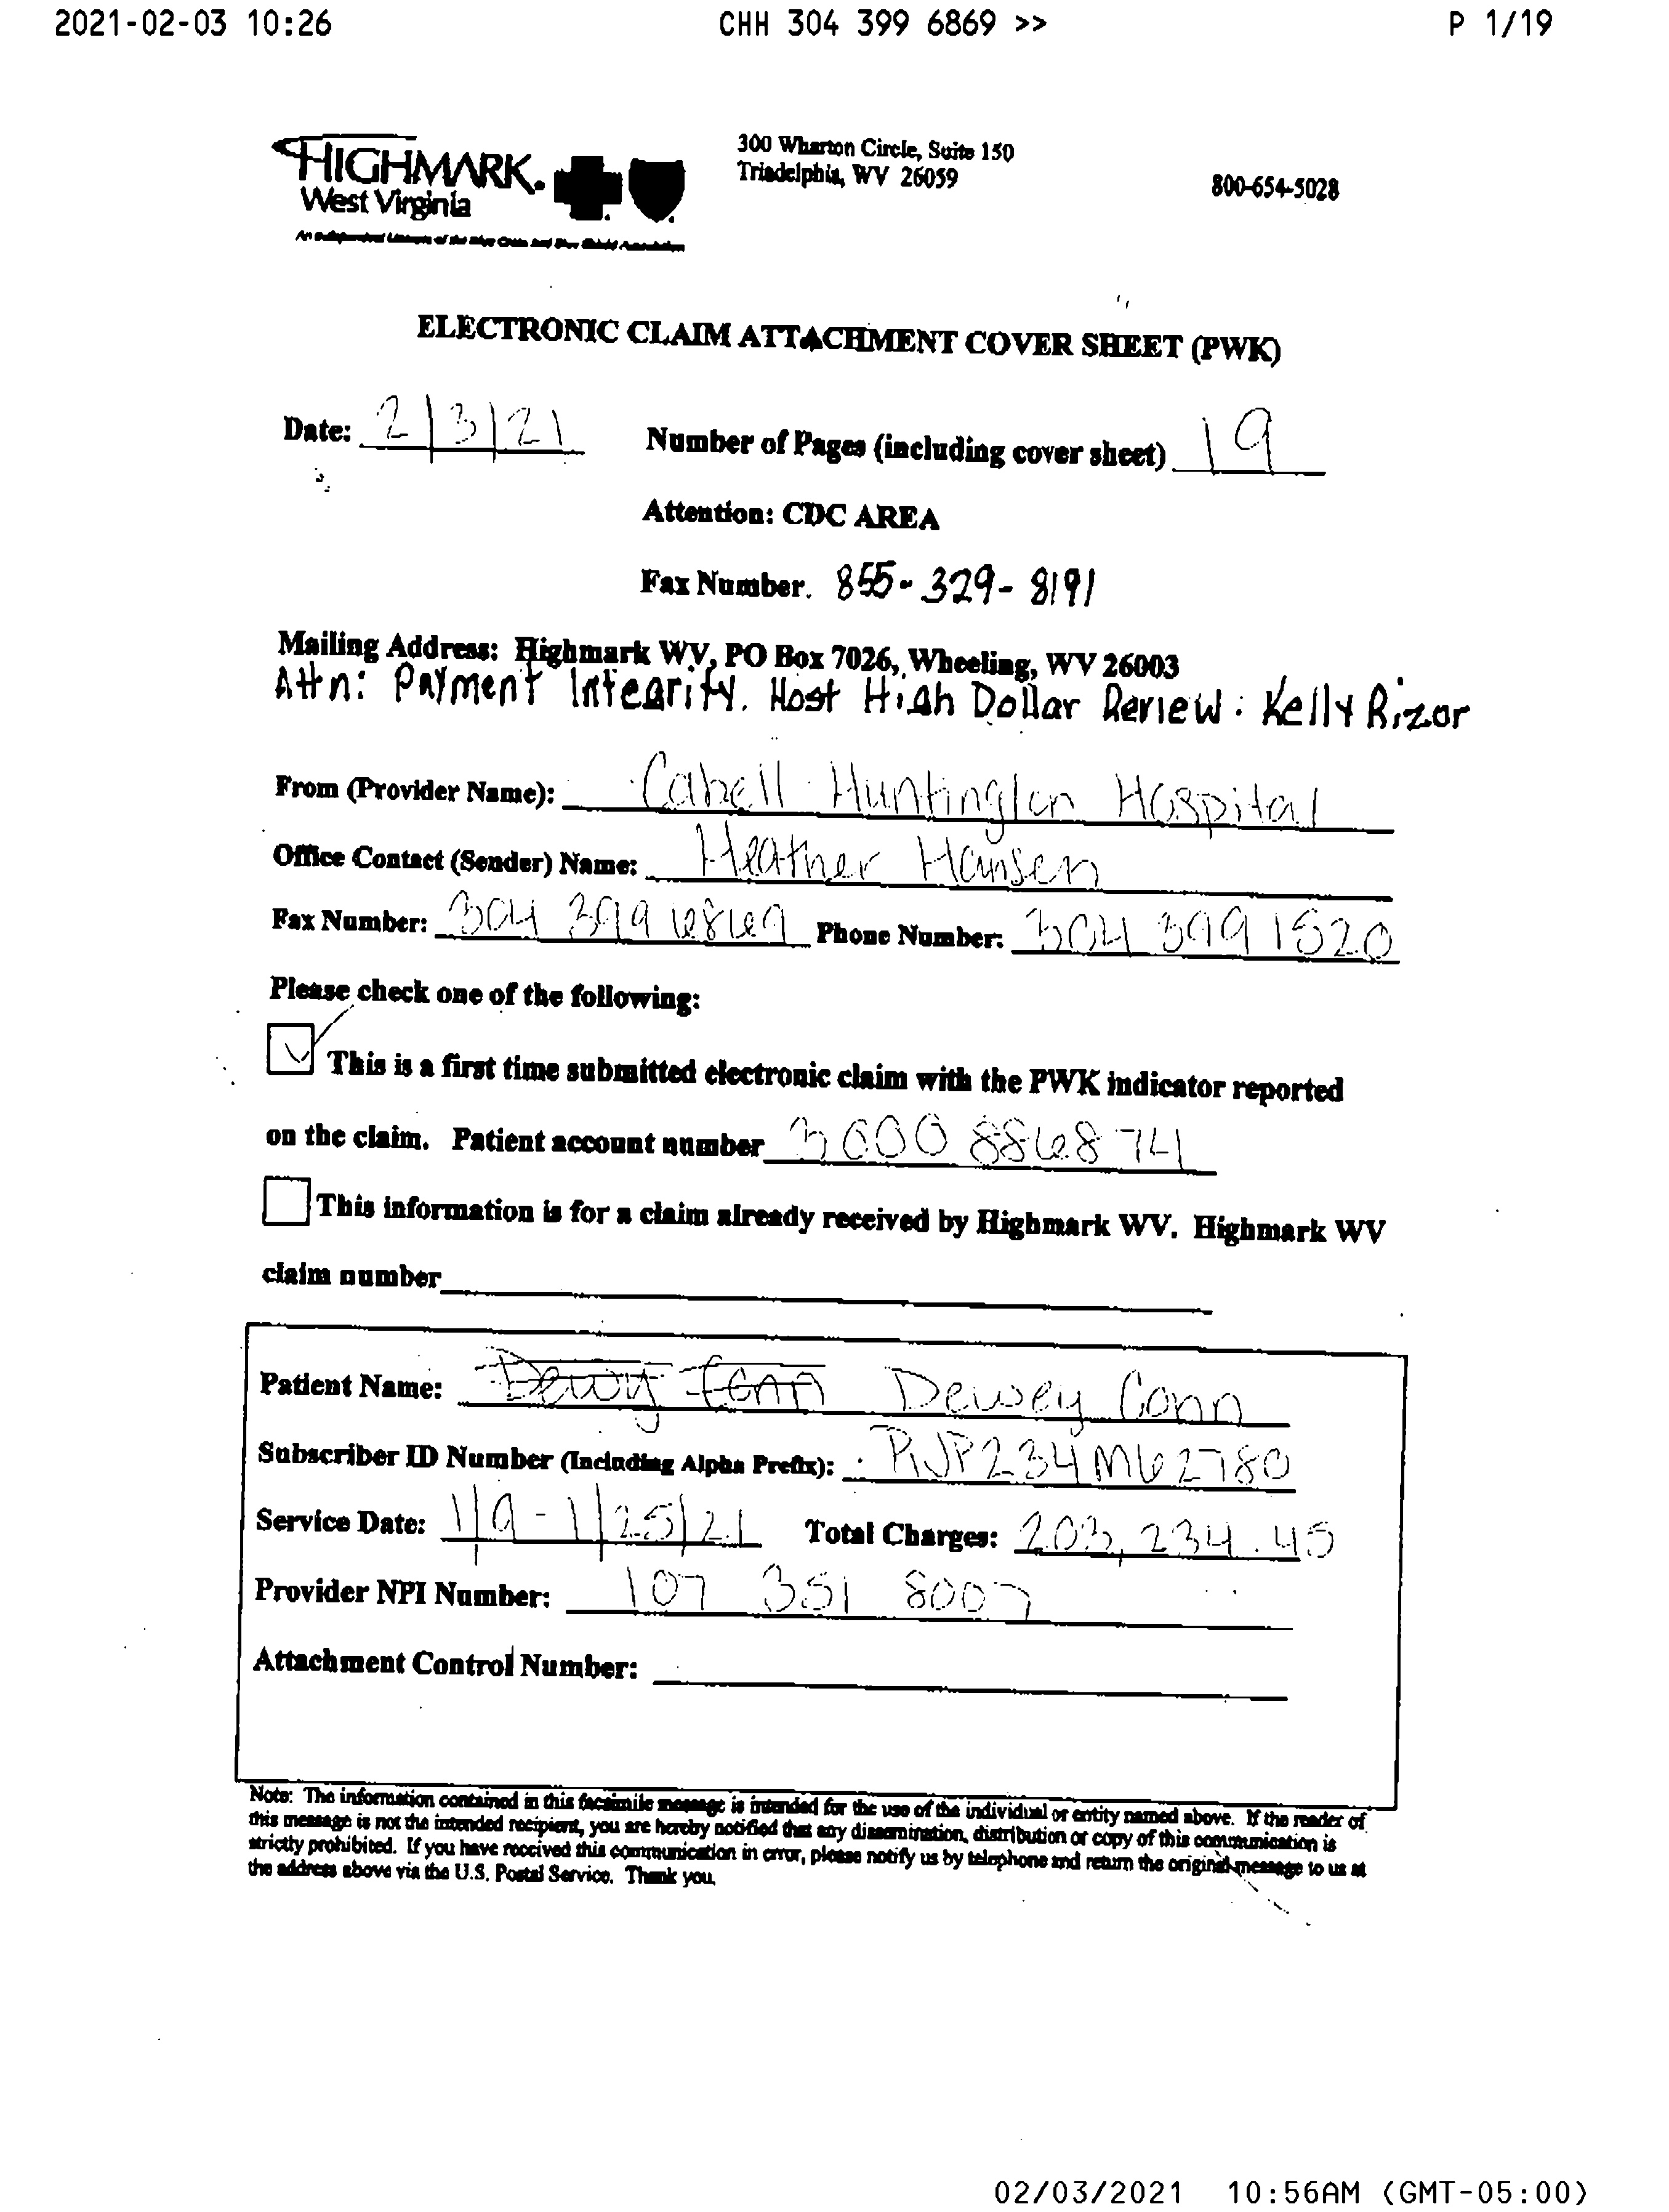 2021-02-03 10:26 CHH 304 399 6869 >> P 1/19
HIGHMARK.
West Virginia
An Independent Licensee of the Blue Cross and Blue Shield Association
300 Wharton Circle, Suite 150
Triadelphia, WV 26059
800-654-5028
ELECTRONIC CLAIM ATTACHMENT COVER SHEET (PWK)
Date: 2/3/21 Number of Pages (including cover sheet) 19
Attention: CDC AREA
Fax Number. 855-329-8191
Mailing Address: Highmark WV, PO Box 7026, Wheeling, WV 26003
Attn: Payment Integrity. Host High Dollar Review: Kelly Rizor
From (Provider Name): Cabell Huntington Hospital
Office Contact (Sender) Name: Heather Hansen
Fax Number: 304 399 6869 Phone Number: 304 399 1520
Please check one of the following:
This is a first time submitted electronic claim with the PWK indicator reported
on the claim. Patient account number 3000886874
This information is for a claim already received by Highmark WV. Highmark WV
claim number
Patient Name: Dewy Conn Dewey Conn
Subscriber ID Number (Including Alpha Prefix): RJP234M62780
Service Date: 1/9 - 1/25/21 Total Charges: 203,234.45
Provider NPI Number: 107 351 8007
Attachment Control Number:
Note: The information contained in this facsimile message is intended for the use of the individual or entity named above. If the reader of
this message is not the intended recipient, you are hereby notified that any dissemination, distribution or copy of this communication is
strictly prohibited. If you have received this communication in error, please notify us by telephone and return the original message to us at
the address above via the U.S. Postal Service. Thank you.
02/03/2021 10:56AM (GMT-05:00)